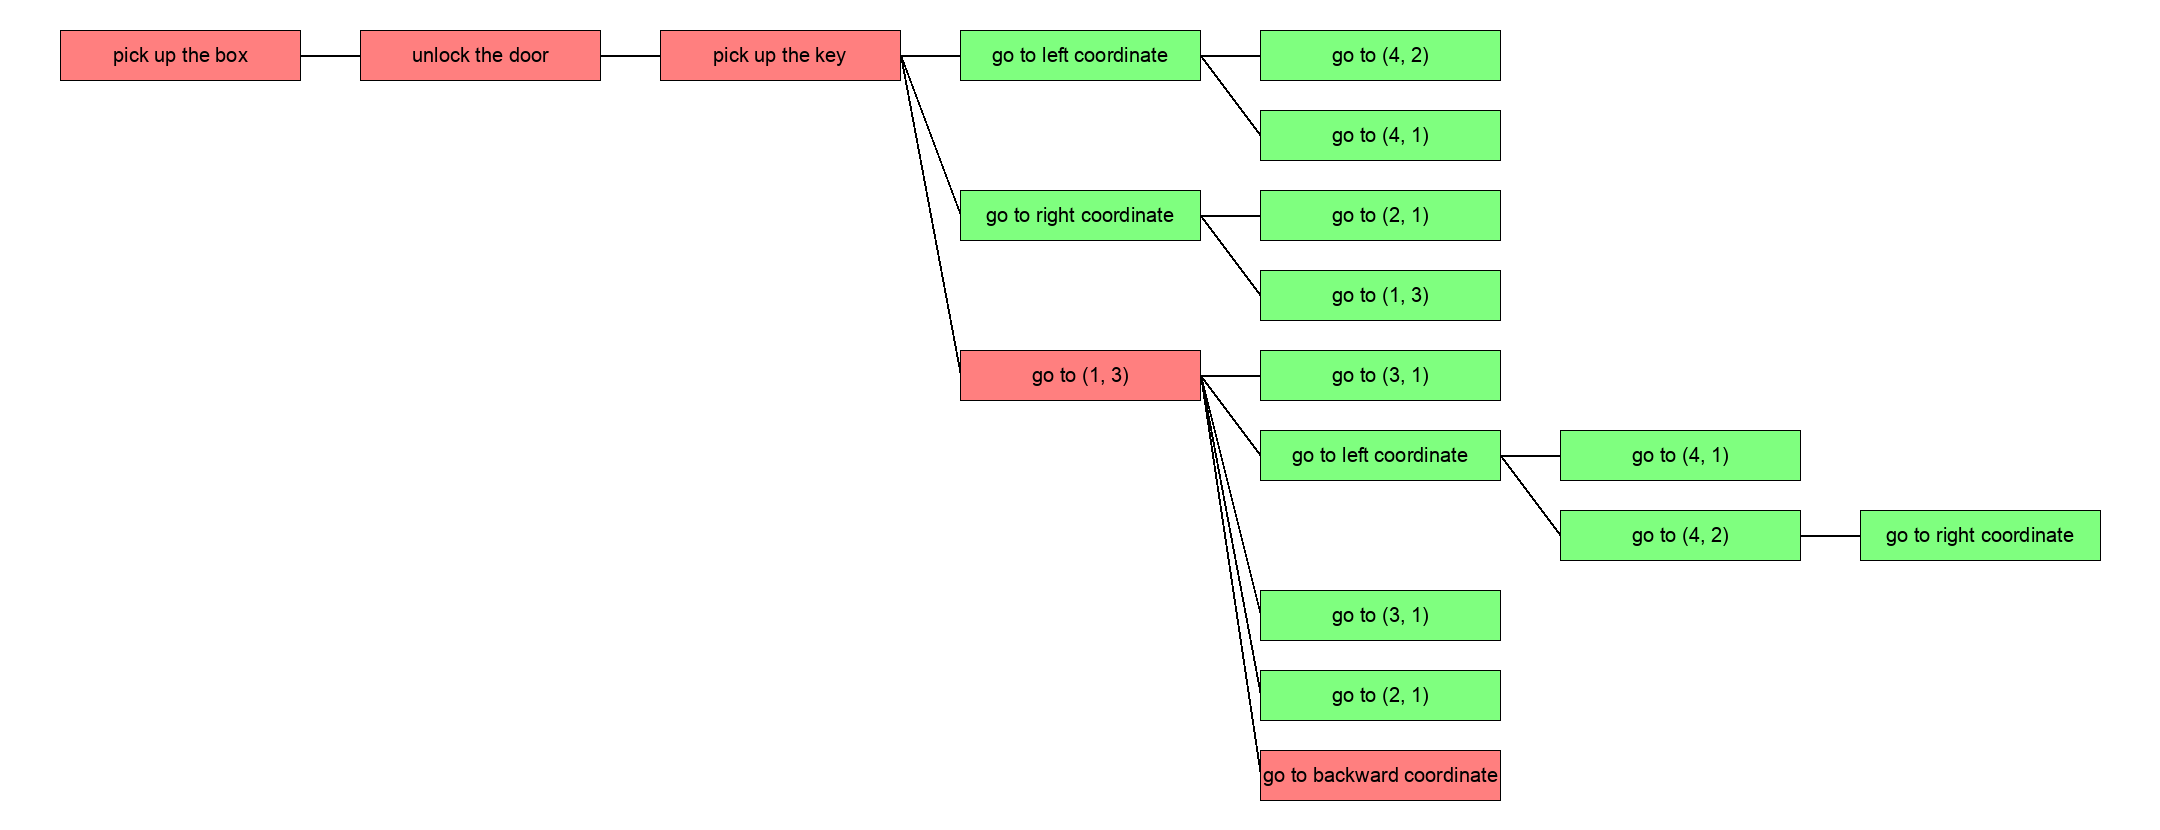 pick up the box
unlock the door
pick up the key
go to left coordinate
go to (4, 2)
go to (4, 1)
go to right coordinate
go to (2, 1)
go to (1, 3)
go to (1, 3)
go to (3, 1)
go to left coordinate
go to (4, 1)
go to (4, 2)
go to right coordinate
go to (3, 1)
go to (2, 1)
go to backward coordinate